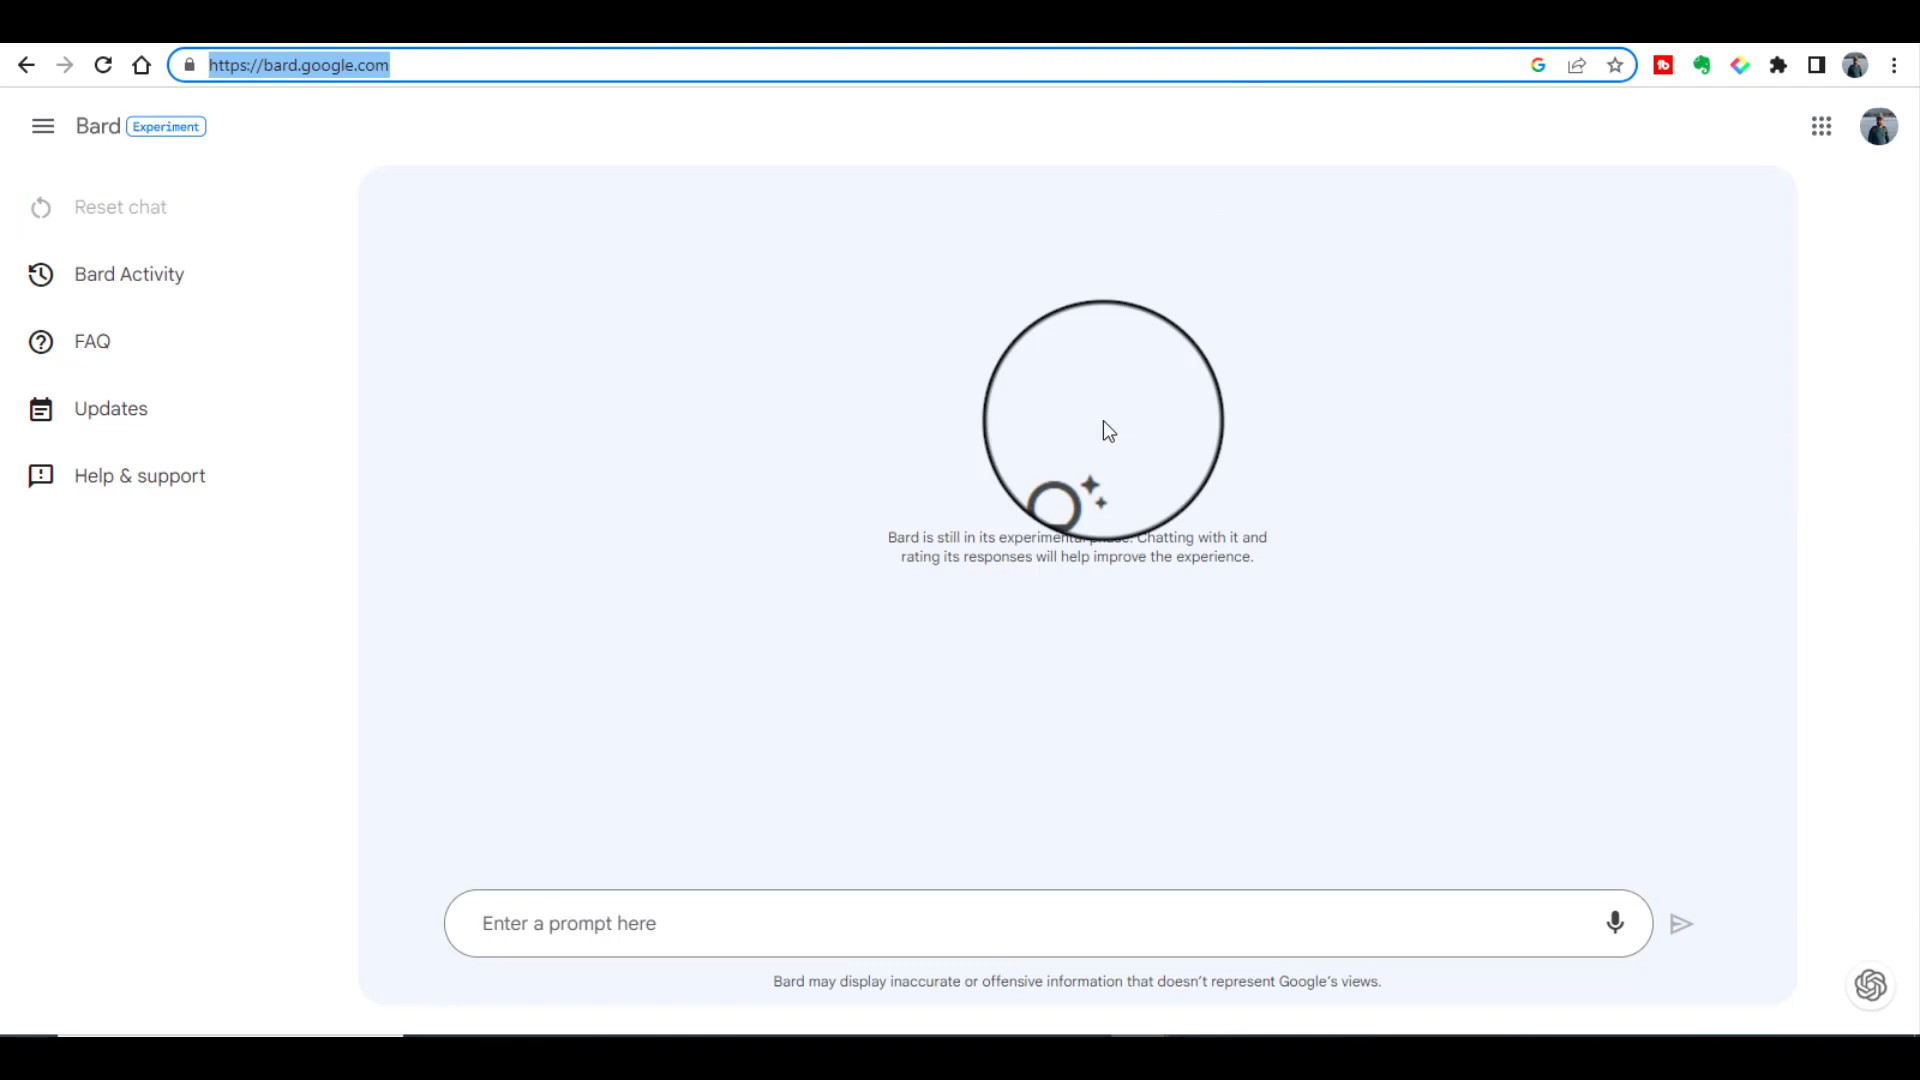 https://bard.google.com
Bard Experiment
Reset chat
Bard Activity
FAQ
Updates
Help & support
Bard is still in its experimental phase. Chatting with it and
rating its responses will help improve the experience.
Enter a prompt here
Bard may display inaccurate or offensive information that doesn't represent Google's views.